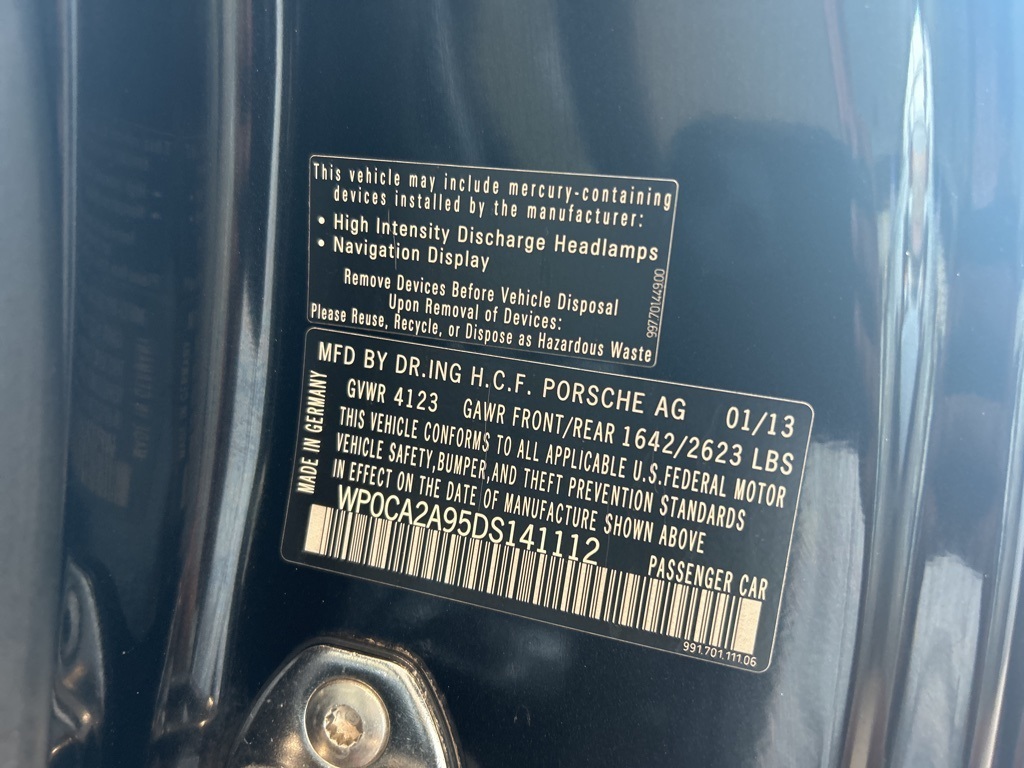 This vehicle may include mercury-containing
devices installed by the manufacturer:
• High Intensity Discharge Headlamps
• Navigation Display
Remove Devices Before Vehicle Disposal
Upon Removal of Devices:
Please Reuse, Recycle, or Dispose as Hazardous Waste
99770144900
MFD BY DR.ING H.C.F. PORSCHE AG 01/13
GVWR 4123 GAWR FRONT/REAR 1642/2623 LBS
THIS VEHICLE CONFORMS TO ALL APPLICABLE U.S.FEDERAL MOTOR
VEHICLE SAFETY,BUMPER,AND THEFT PREVENTION STANDARDS
IN EFFECT ON THE DATE OF MANUFACTURE SHOWN ABOVE
MADE IN GERMANY
WP0CA2A95DS141112
PASSENGER CAR
991.701.111.06